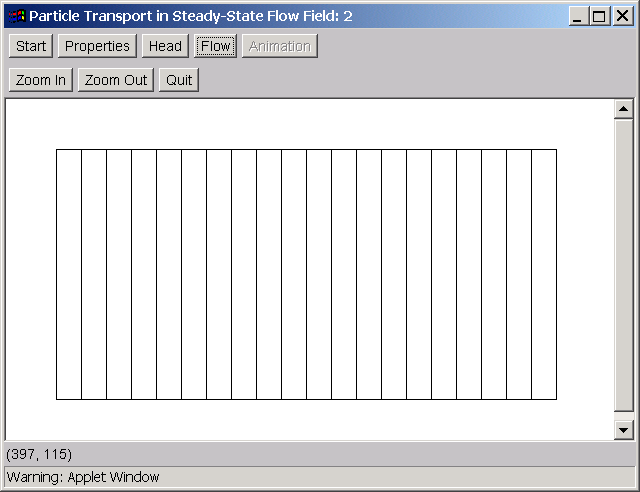 Particle Transport in Steady-State Flow Field: 2
Start Properties Head Flow Animation
Zoom In Zoom Out Quit
(397, 115)
Warning: Applet Window